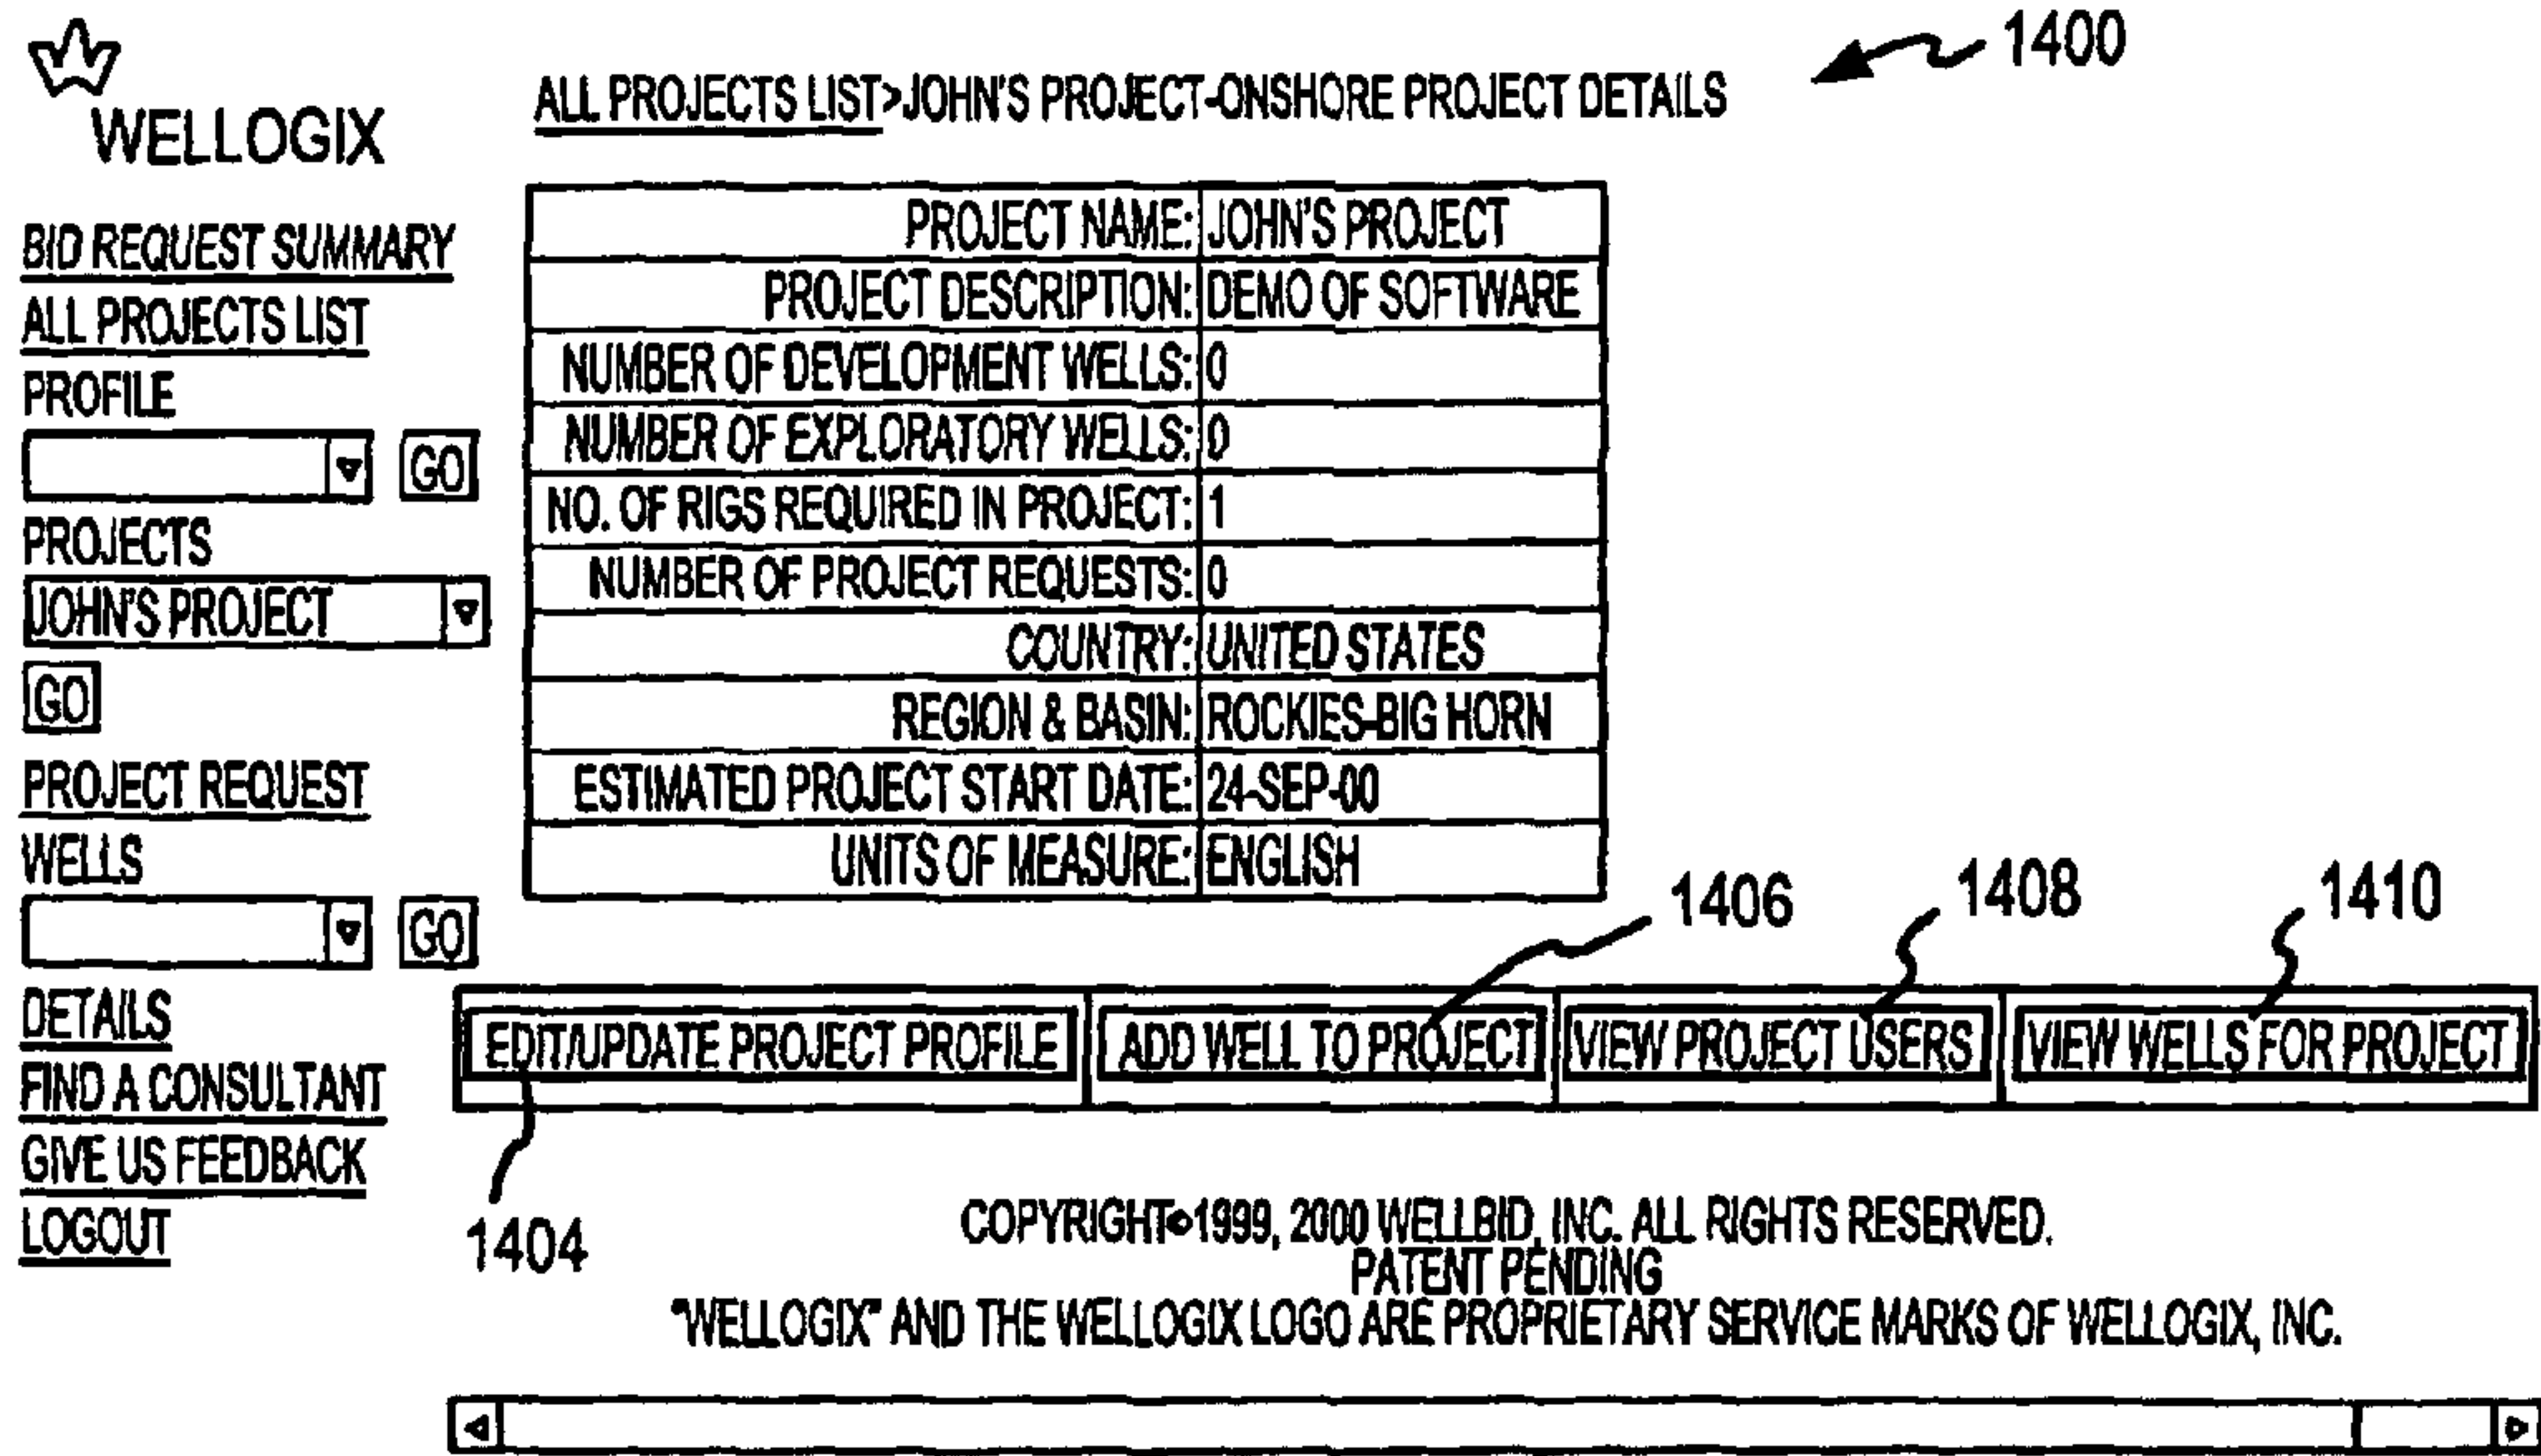 1400
WELLOGIX
ALL PROJECTS LIST>JOHN'S PROJECT-ONSHORE PROJECT DETAILS
BID REQUEST SUMMARY
ALL PROJECTS LIST
PROFILE
GO
PROJECTS
JOHN'S PROJECT
GO
PROJECT REQUEST
WELLS
GO
DETAILS
FIND A CONSULTANT
GIVE US FEEDBACK
LOGOUT
PROJECT NAME: JOHN'S PROJECT
PROJECT DESCRIPTION: DEMO OF SOFTWARE
NUMBER OF DEVELOPMENT WELLS: 0
NUMBER OF EXPLORATORY WELLS: 0
NO. OF RIGS REQUIRED IN PROJECT: 1
NUMBER OF PROJECT REQUESTS: 0
COUNTRY: UNITED STATES
REGION & BASIN: ROCKIES-BIG HORN
ESTIMATED PROJECT START DATE: 24-SEP-00
UNITS OF MEASURE: ENGLISH
1406 1408 1410
EDIT/UPDATE PROJECT PROFILE ADD WELL TO PROJECT VIEW PROJECT USERS VIEW WELLS FOR PROJECT
1404
COPYRIGHT©1999, 2000 WELLBID, INC. ALL RIGHTS RESERVED.
PATENT PENDING
"WELLOGIX" AND THE WELLOGIX LOGO ARE PROPRIETARY SERVICE MARKS OF WELLOGIX, INC.